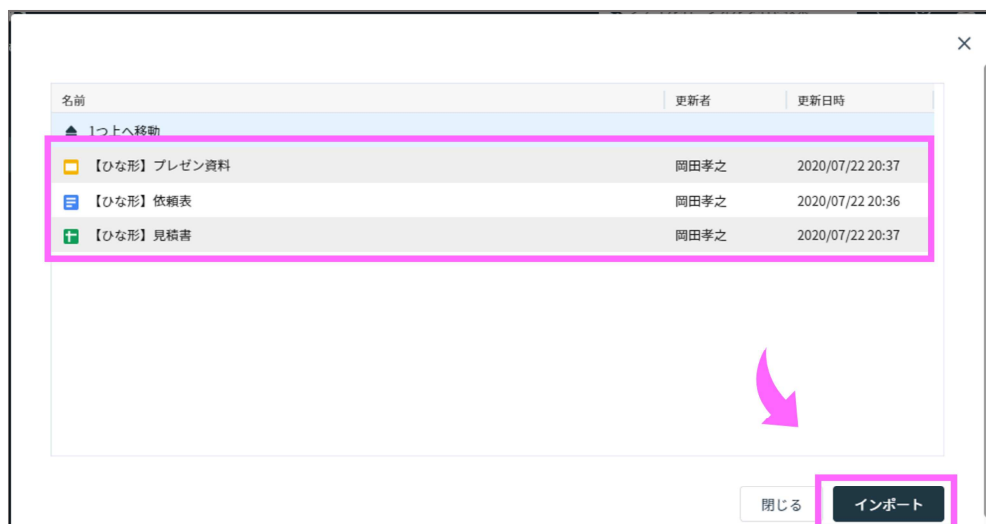 名前 更新者 更新日時
1つ上へ移動
【ひな形】プレゼン資料 岡田孝之 2020/07/22 20:37
【ひな形】依頼表 岡田孝之 2020/07/22 20:36
【ひな形】見積書 岡田孝之 2020/07/22 20:37
閉じる インポート